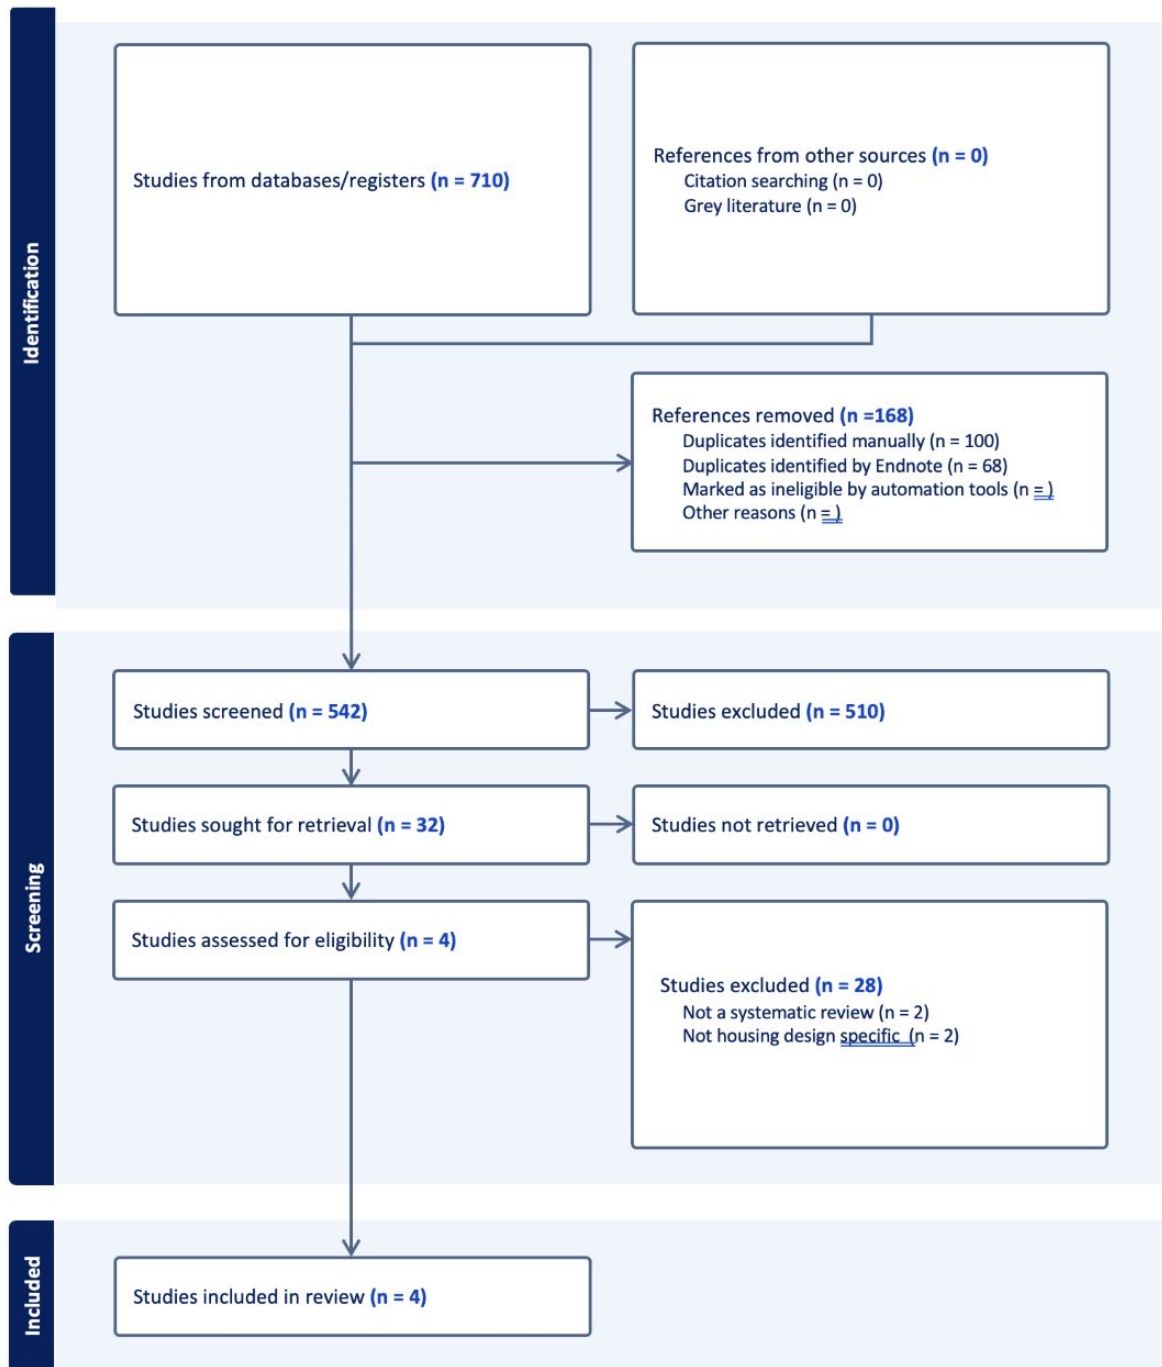 Identification
Studies from databases/registers (n = 710)
References from other sources (n = 0)
Citation searching (n = 0)
Grey literature (n = 0)
References removed (n =168)
Duplicates identified manually (n = 100)
Duplicates identified by Endnote (n = 68)
Marked as ineligible by automation tools (n = )
Other reasons (n = )
Screening
Studies screened (n = 542)
Studies excluded (n = 510)
Studies sought for retrieval (n = 32)
Studies not retrieved (n = 0)
Studies assessed for eligibility (n = 4)
Studies excluded (n = 28)
Not a systematic review (n = 2)
Not housing design specific  (n = 2)
Included
Studies included in review (n = 4)